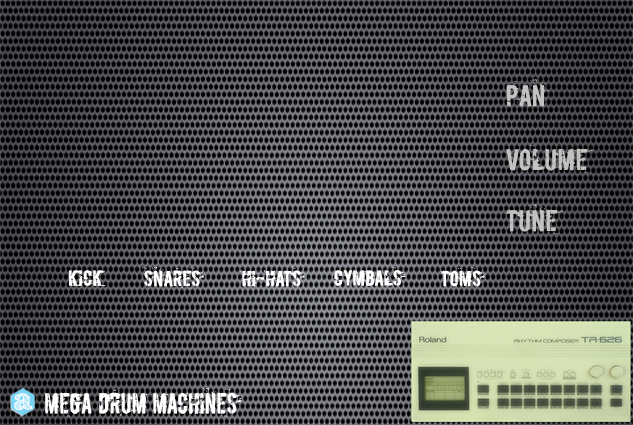 PAN
VOLUME
TUNE
KICK SNARES HI-HATS CYMBALS TOMS
Roland RHYTHM COMPOSER TR-626
MEGA DRUM MACHINES